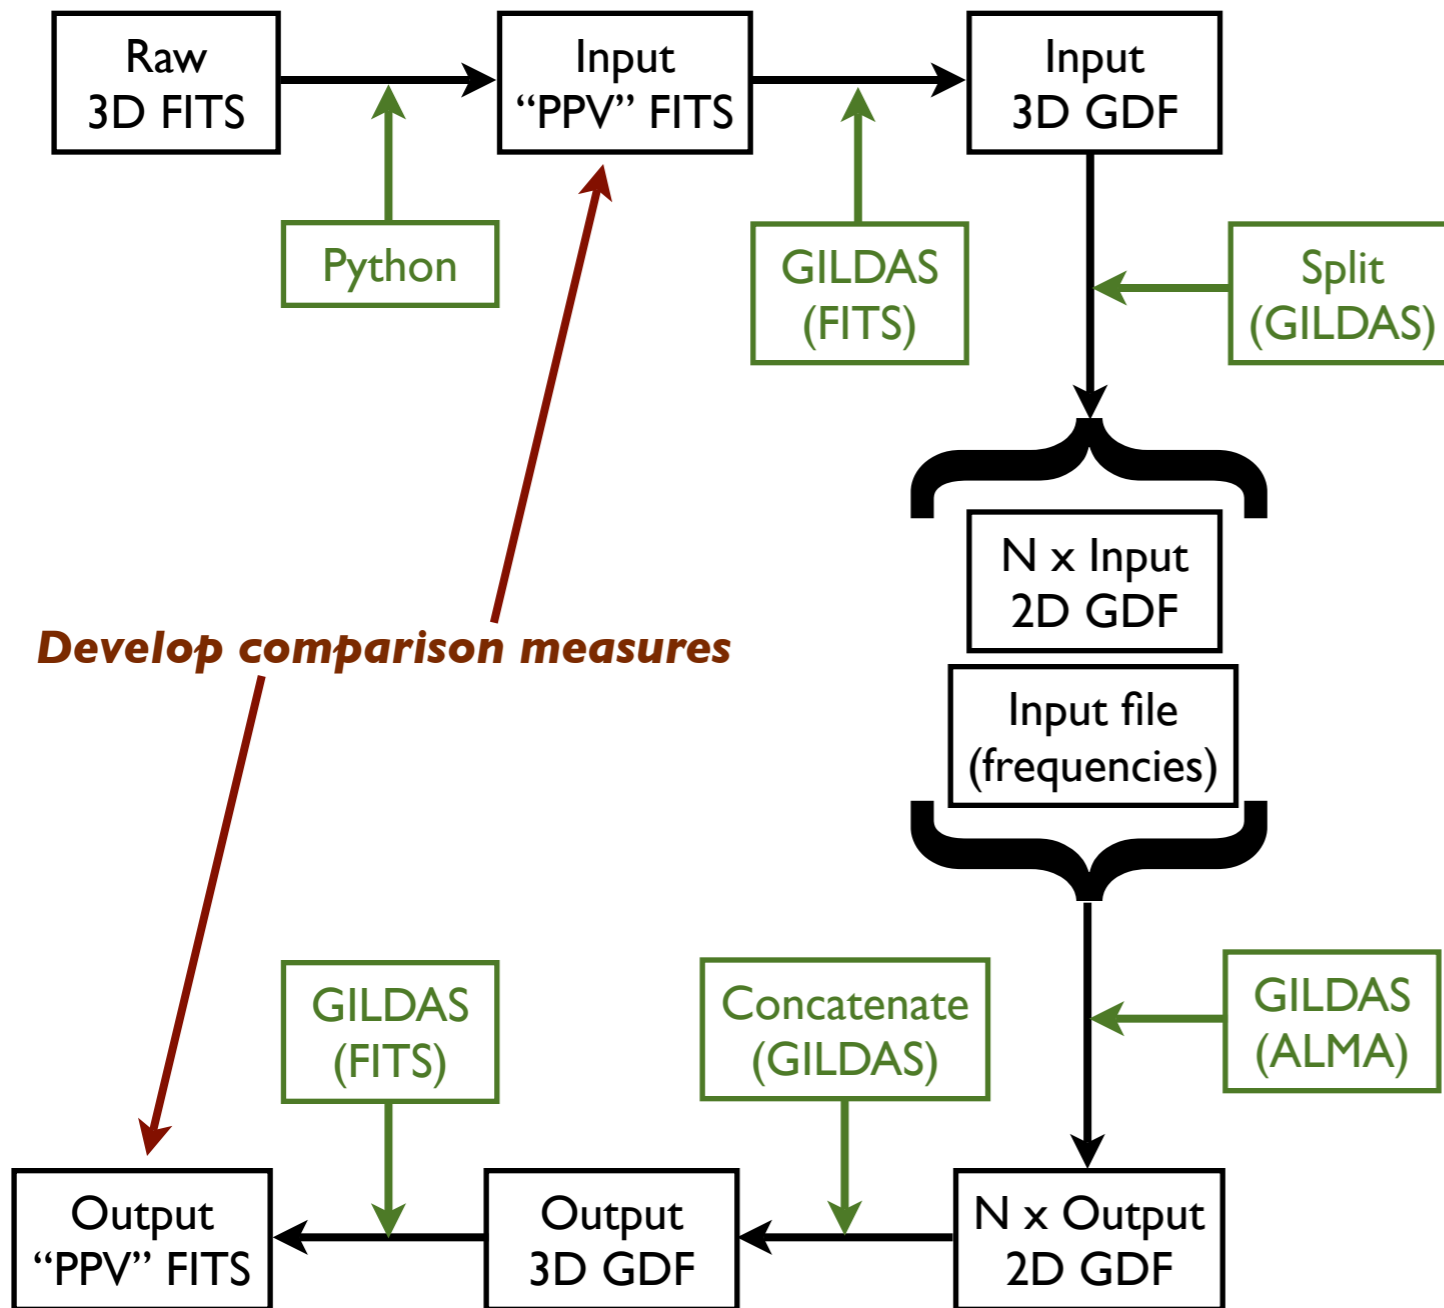 Raw
3D FITS
Input
“PPV” FITS
Input
3D GDF
Python
GILDAS
(FITS)
Split
(GILDAS)
N x Input
2D GDF
Develop comparison measures
Input file
(frequencies)
GILDAS
(FITS)
Concatenate
(GILDAS)
GILDAS
(ALMA)
Output
“PPV” FITS
Output
3D GDF
N x Output
2D GDF